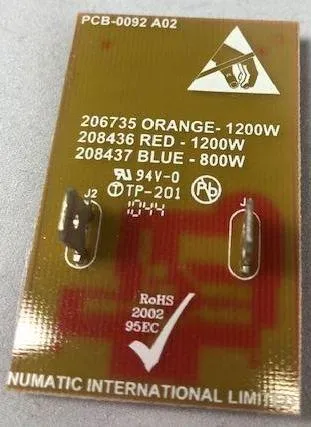 PCB-0092 A02
206735 ORANGE- 1200W
208436 RED - 1200W
208437 BLUE - 800W
94V-0
TP-201
Pb
1044
J2
RoHS
2002
95EC
NUMATIC INTERNATIONAL LIMITED